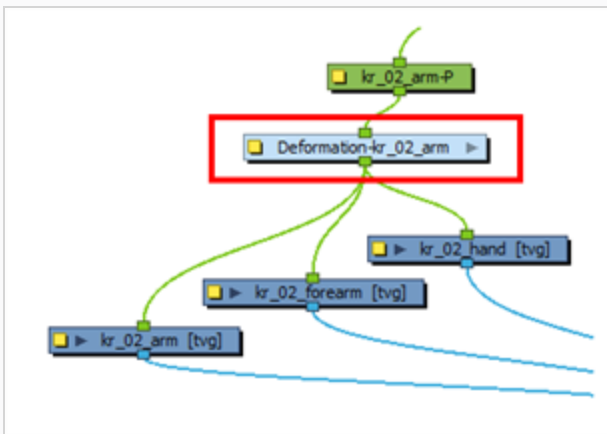 kr_02_arm-P
Deformation-kr_02_arm
kr_02_hand [tvg]
kr_02_forearm [tvg]
kr_02_arm [tvg]